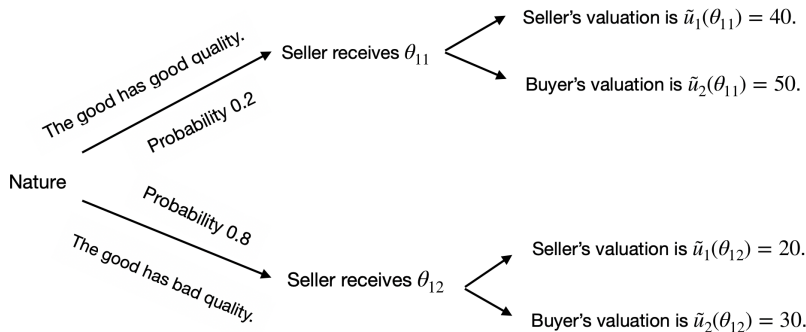 Seller's valuation is ũ₁(θ₁₁) = 40.
The good has good quality.
Seller receives θ₁₁
Probability 0.2
Buyer's valuation is ũ₂(θ₁₁) = 50.
Nature
Probability 0.8
The good has bad quality.
Seller's valuation is ũ₁(θ₁₂) = 20.
Seller receives θ₁₂
Buyer's valuation is ũ₂(θ₁₂) = 30.